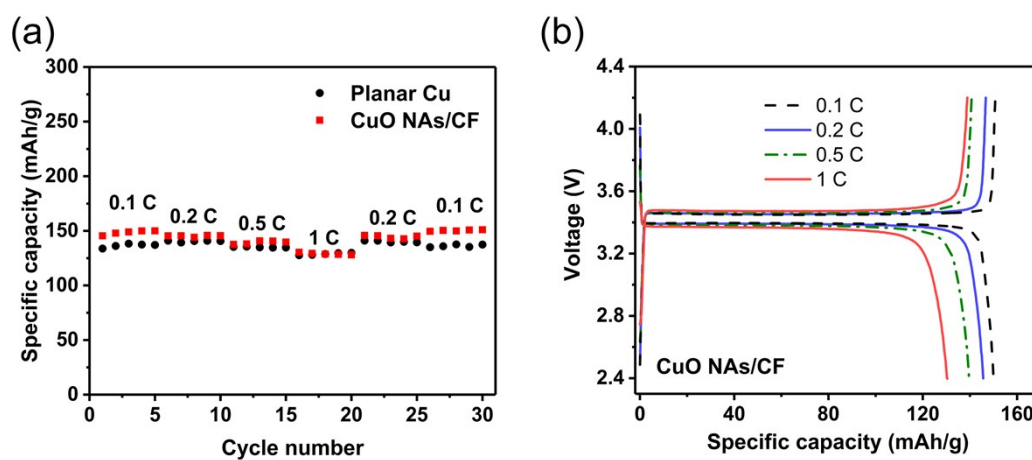 (a)
Specific capacity (mAh/g)
300
250
200
150
100
50
0
Planar Cu
CuO NAs/CF
0.1 C
0.2 C
0.5 C
1 C
0.2 C
0.1 C
0 5 10 15 20 25 30
Cycle number
(b)
Voltage (V)
4.4
4.0
3.6
3.2
2.8
2.4
0.1 C
0.2 C
0.5 C
1 C
CuO NAs/CF
0 40 80 120 160
Specific capacity (mAh/g)